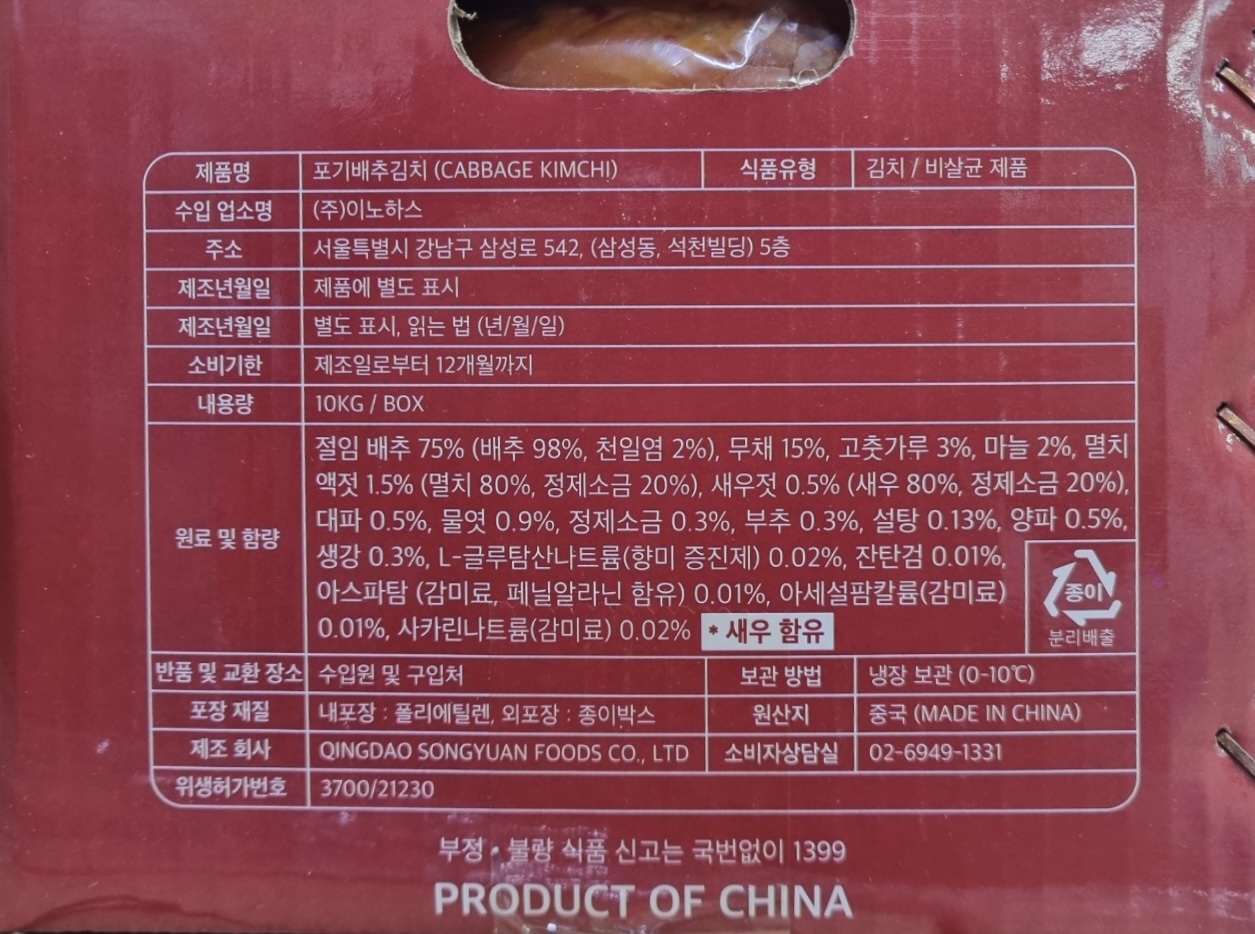 제품명 포기배추김치 (CABBAGE KIMCHI) 식품유형 김치 / 비살균 제품
수입 업소명 (주)이노하스
주소 서울특별시 강남구 삼성로 542, (삼성동, 석천빌딩) 5층
제조년월일 제품에 별도 표시
제조년월일 별도 표시, 읽는 법 (년/월/일)
소비기한 제조일로부터 12개월까지
내용량 10KG / BOX
원료 및 함량
절임 배추 75% (배추 98%, 천일염 2%), 무채 15%, 고춧가루 3%, 마늘 2%, 멸치
액젓 1.5% (멸치 80%, 정제소금 20%), 새우젓 0.5% (새우 80%, 정제소금 20%),
대파 0.5%, 물엿 0.9%, 정제소금 0.3%, 부추 0.3%, 설탕 0.13%, 양파 0.5%,
생강 0.3%, L-글루탐산나트륨(향미 증진제) 0.02%, 잔탄검 0.01%,
아스파탐 (감미료, 페닐알라닌 함유) 0.01%, 아세설팜칼륨(감미료)
0.01%, 사카린나트륨(감미료) 0.02% * 새우 함유
종이
분리배출
반품 및 교환 장소 수입원 및 구입처 보관 방법 냉장 보관 (0-10℃)
포장 재질 내포장 : 폴리에틸렌, 외포장 : 종이박스 원산지 중국 (MADE IN CHINA)
제조 회사 QINGDAO SONGYUAN FOODS CO., LTD 소비자상담실 02-6949-1331
위생허가번호 3700/21230
부정 • 불량 식품 신고는 국번없이 1399
PRODUCT OF CHINA